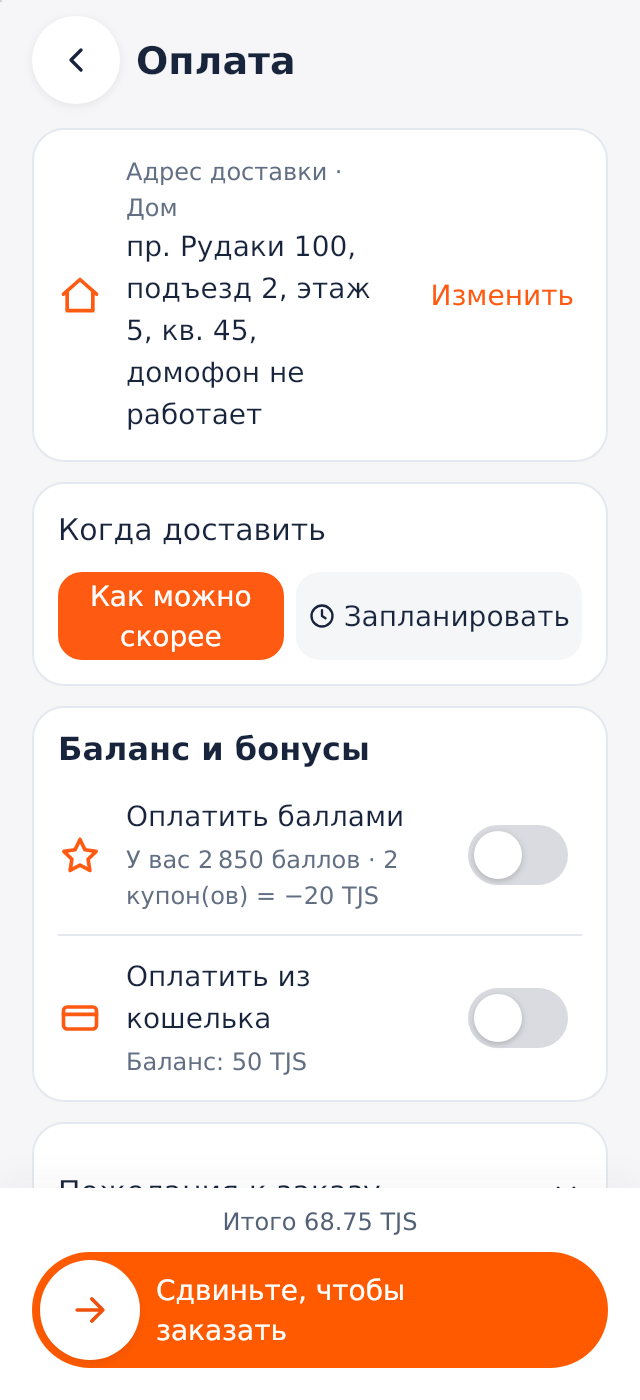 Оплата
Адрес доставки ·
Дом
пр. Рудаки 100,
подъезд 2, этаж
5, кв. 45,
домофон не
работает
Изменить
Когда доставить
Как можно
скорее
Запланировать
Баланс и бонусы
Оплатить баллами
У вас 2 850 баллов · 2
купон(ов) = −20 TJS
Оплатить из
кошелька
Баланс: 50 TJS
Пожелания к заказу
Итого 68.75 TJS
Сдвиньте, чтобы
заказать